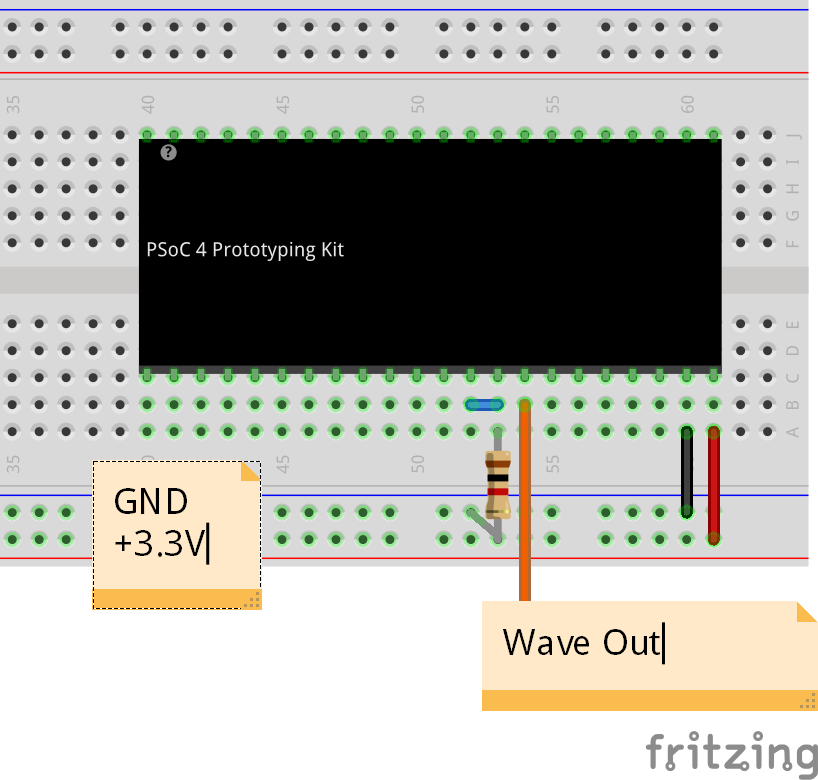 35
40
45
50
55
60
J
I
H
G
F
?
PSoC 4 Prototyping Kit
E
D
C
B
A
35
45
50
55
GND
+3.3V
Wave Out
fritzing